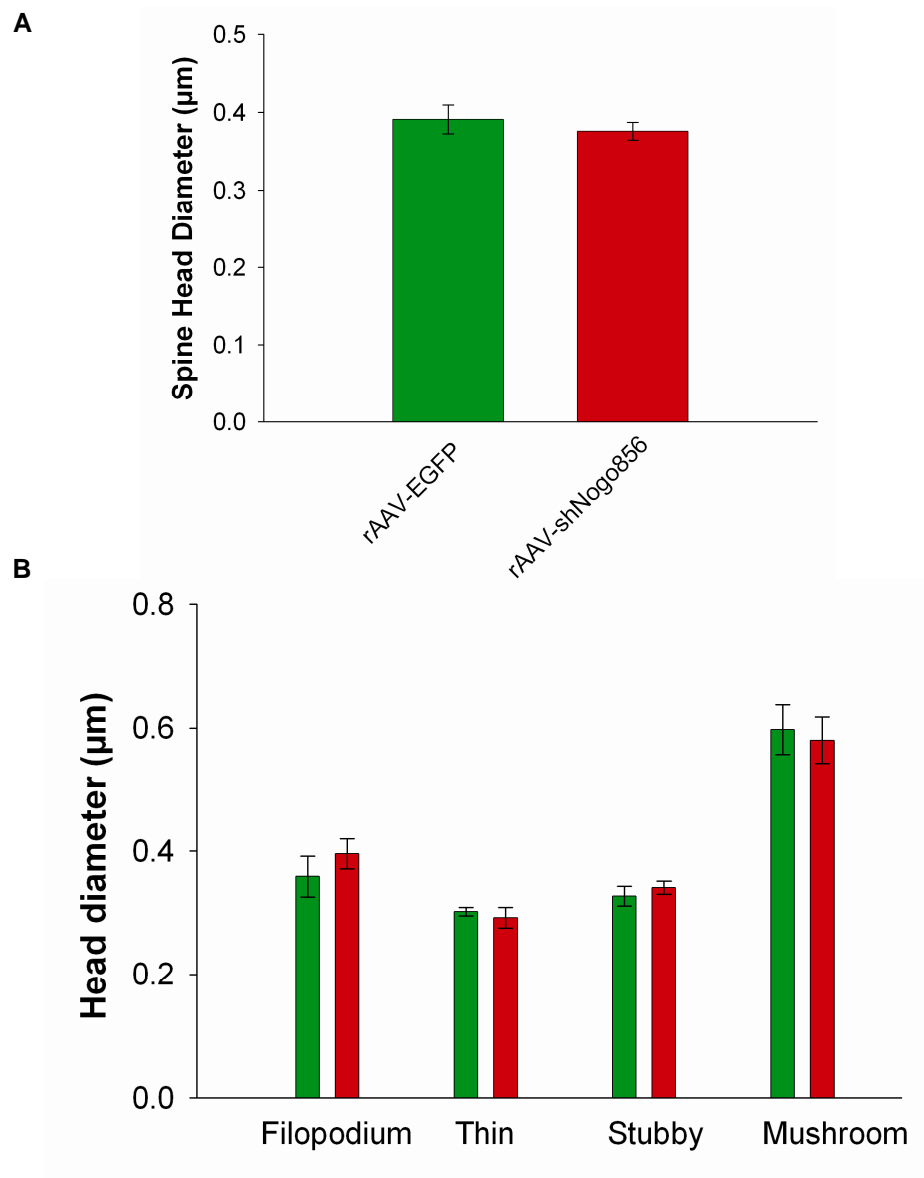 A
Spine Head Diameter (µm)
0.5
0.4
0.3
0.2
0.1
0.0
rAAV-EGFP
rAAV-shNogo856
B
Head diameter (µm)
0.8
0.6
0.4
0.2
0.0
Filopodium
Thin
Stubby
Mushroom